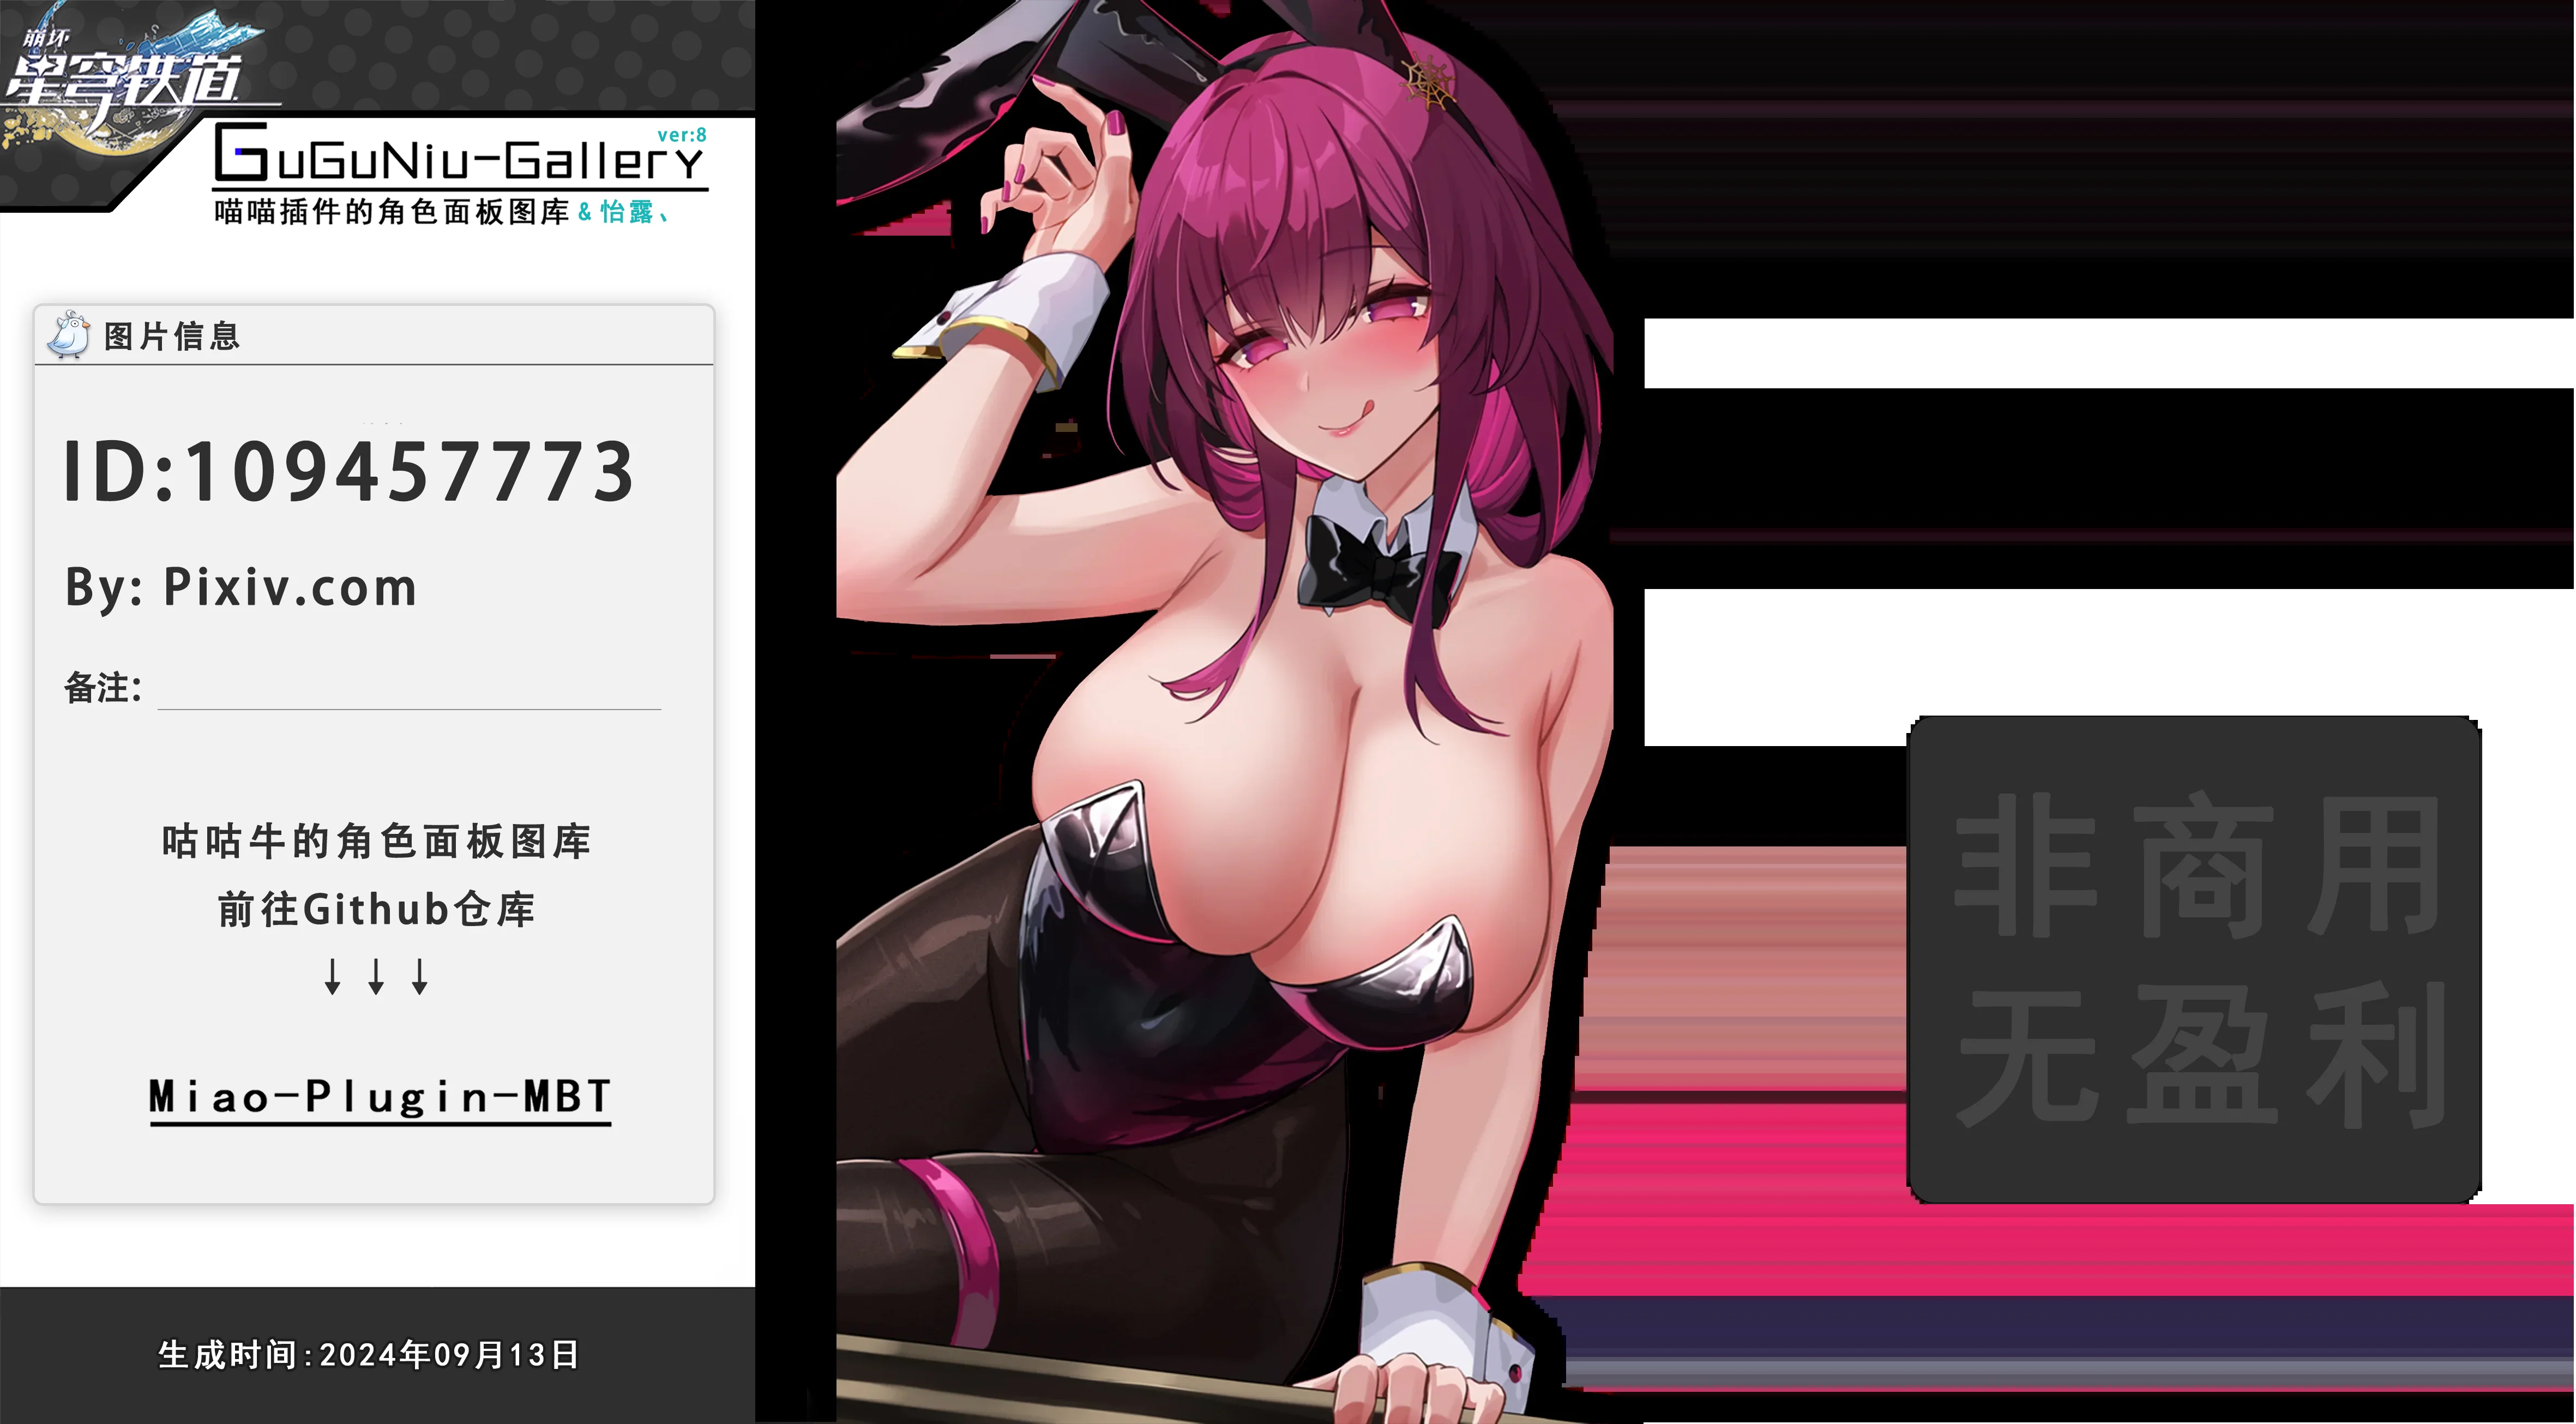 崩坏
星穹铁道
GuGuNiu-Gallery
ver:8
喵喵插件的角色面板图库 & 怡露、
图片信息
ID:109457773
By: Pixiv.com
备注:
咕咕牛的角色面板图库
前往Github仓库
↓ ↓ ↓
Miao-Plugin-MBT
生成时间:2024年09月13日
非商用
无盈利